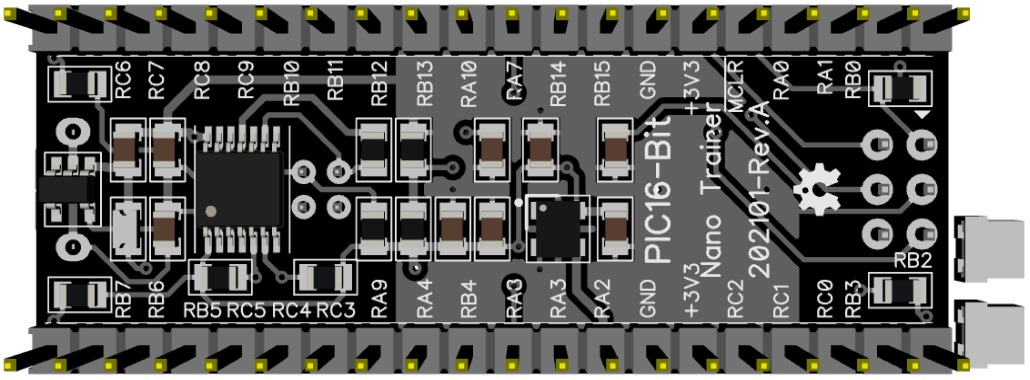 RC6
RC7
RC8
RC9
RB10
RB11
RB12
RB13
RA10
RA7
RB14
RB15
GND
+3V3
MCLR
RA0
RA1
RB0
PIC16-Bit
Nano Trainer
202101-Rev.A
RB2
RB7
RB6
RB5
RC5
RC4
RC3
RA9
RA4
RB4
RA3
RA3
RA2
GND
+3V3
RC2
RC1
RC0
RB3